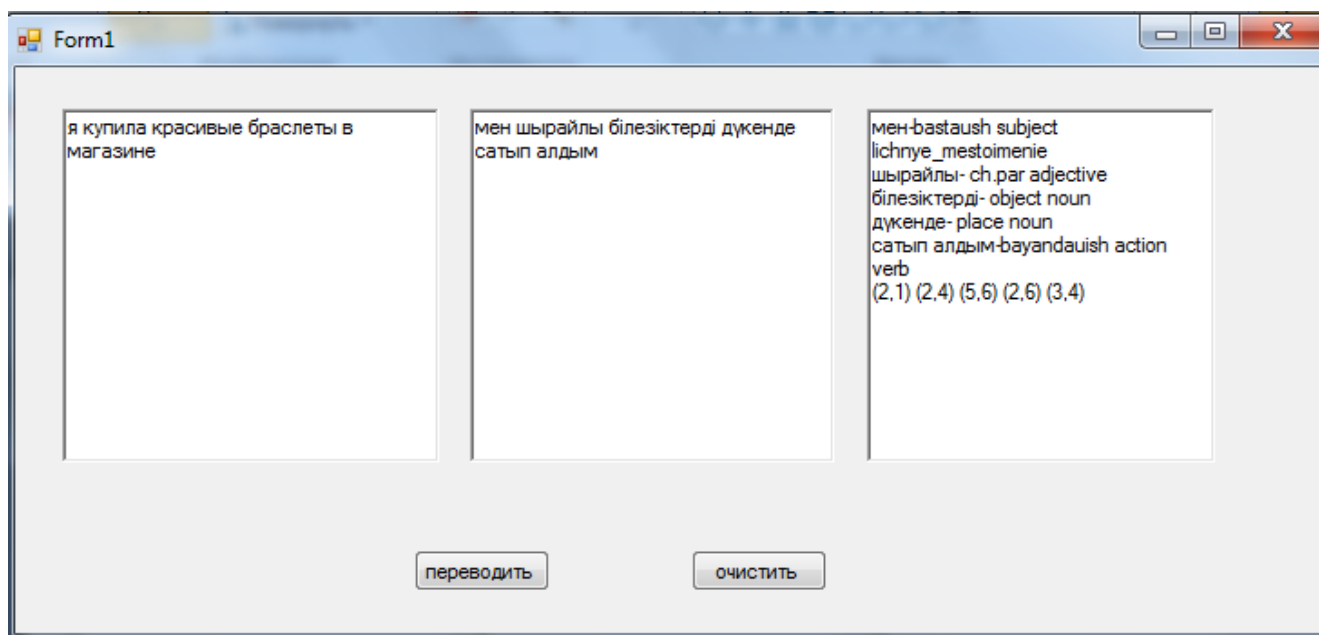 Form1
я купила красивые браслеты в
магазине
мен шырайлы білезіктерді дүкенде
сатып алдым
мен-bastaush subject
lichnye_mestoimenie
шырайлы- ch.par adjective
білезіктерді- object noun
дүкенде- place noun
сатып алдым-bayandauish action
verb
(2,1) (2,4) (5,6) (2,6) (3,4)
переводить
очистить